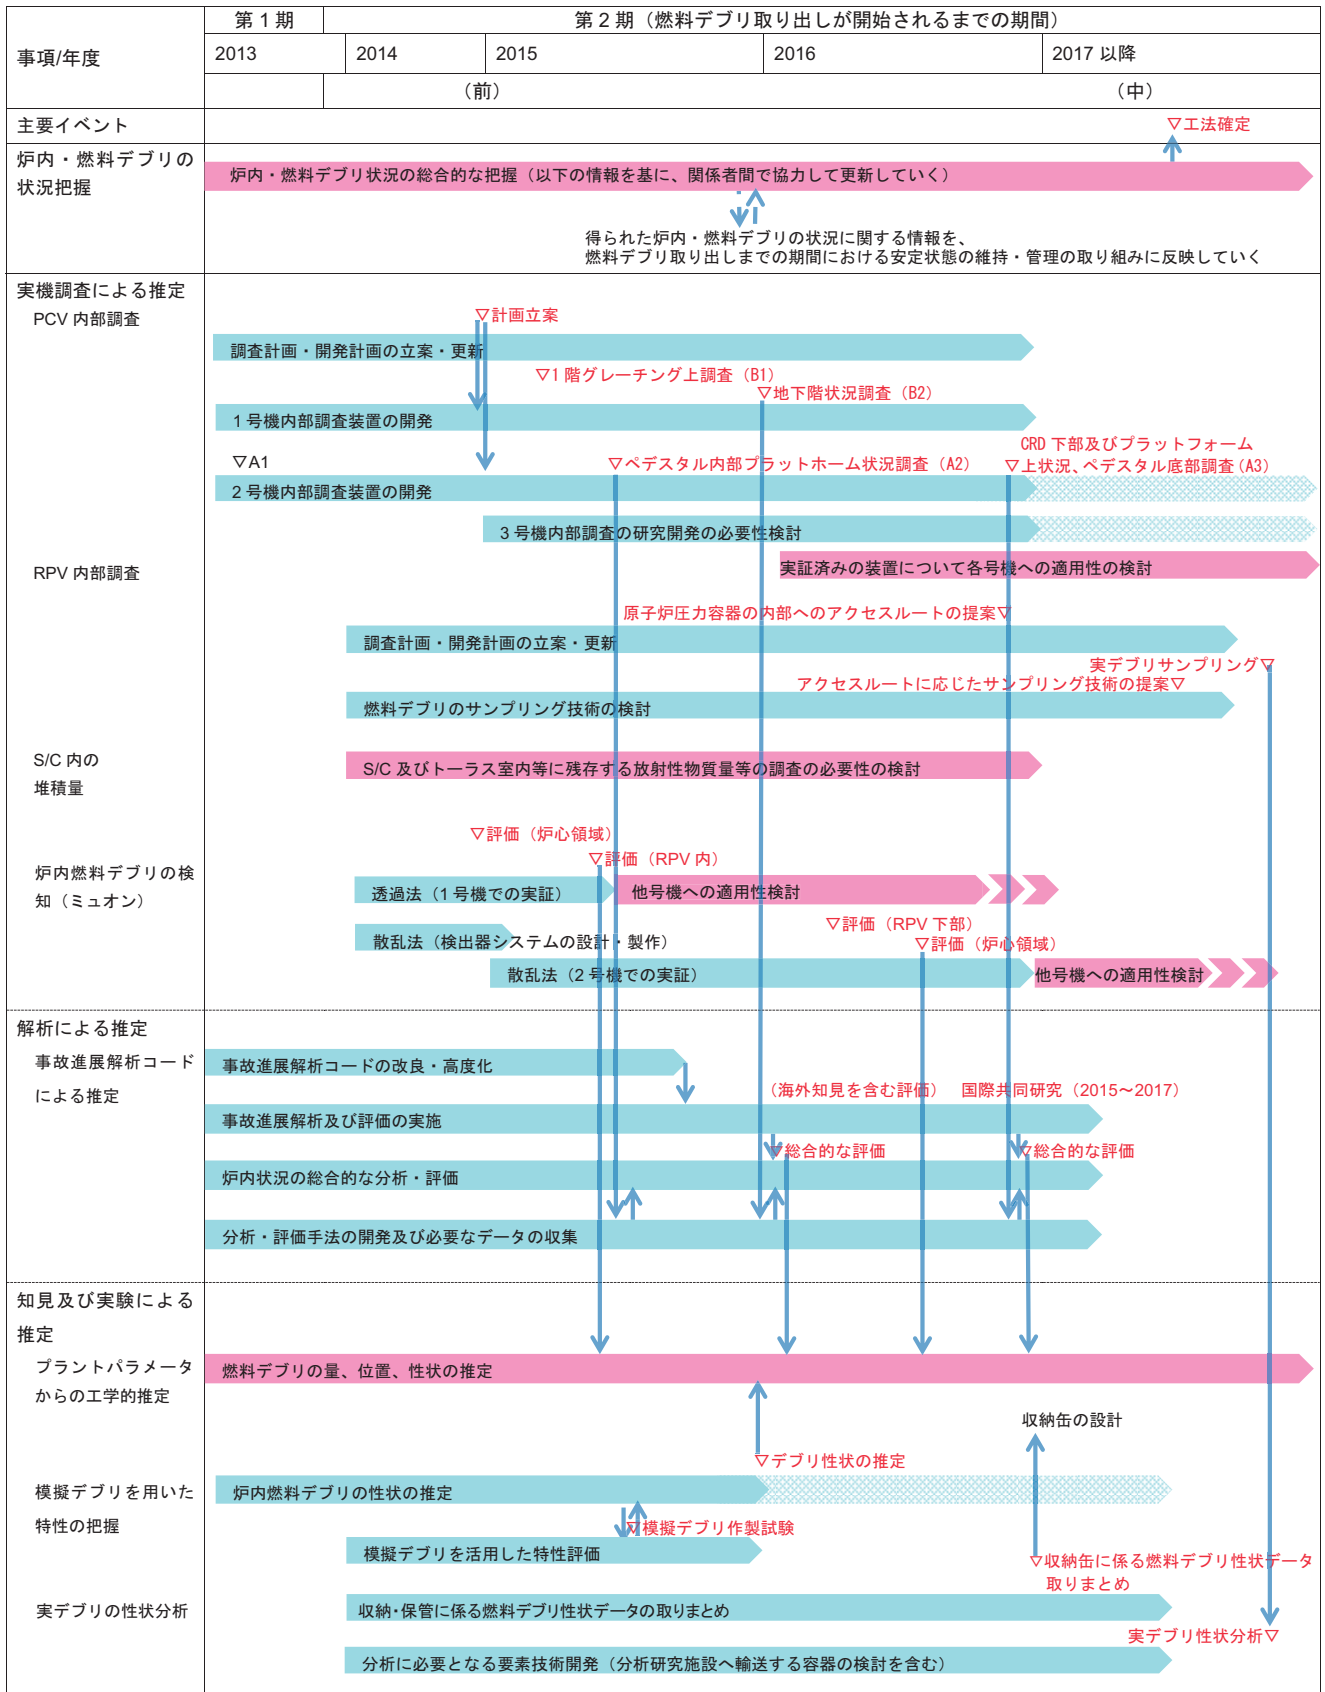 事項/年度
第1期
第2期（燃料デブリ取り出しが開始されるまでの期間）
2013
2014
2015
2016
2017 以降
（前）
（中）
主要イベント
▽工法確定
炉内・燃料デブリの
状況把握
炉内・燃料デブリ状況の総合的な把握（以下の情報を基に、関係者間で協力して更新していく）
得られた炉内・燃料デブリの状況に関する情報を、
燃料デブリ取り出しまでの期間における安定状態の維持・管理の取り組みに反映していく
実機調査による推定
PCV 内部調査
▽計画立案
調査計画・開発計画の立案・更新
▽1 階グレーチング上調査（B1）
▽地下階状況調査（B2）
1 号機内部調査装置の開発
▽A1
▽ペデスタル内部プラットホーム状況調査（A2）
CRD 下部及びプラットフォーム
▽上状況、ペデスタル底部調査（A3）
2 号機内部調査装置の開発
3 号機内部調査の研究開発の必要性検討
RPV 内部調査
実証済みの装置について各号機への適用性の検討
原子炉圧力容器の内部へのアクセスルートの提案▽
調査計画・開発計画の立案・更新
実デブリサンプリング▽
アクセスルートに応じたサンプリング技術の提案▽
燃料デブリのサンプリング技術の検討
S/C 内の
堆積量
S/C 及びトーラス室内等に残存する放射性物質量等の調査の必要性の検討
▽評価（炉心領域）
▽評価（RPV 内）
炉内燃料デブリの検
知（ミュオン）
透過法（1 号機での実証）
他号機への適用性検討
▽評価（RPV 下部）
▽評価（炉心領域）
散乱法（検出器システムの設計・製作）
散乱法（2 号機での実証）
他号機への適用性検討
解析による推定
事故進展解析コード
による推定
事故進展解析コードの改良・高度化
（海外知見を含む評価）　国際共同研究（2015～2017）
事故進展解析及び評価の実施
▽総合的な評価
▽総合的な評価
炉内状況の総合的な分析・評価
分析・評価手法の開発及び必要なデータの収集
知見及び実験による
推定
プラントパラメータ
からの工学的推定
燃料デブリの量、位置、性状の推定
収納缶の設計
▽デブリ性状の推定
模擬デブリを用いた
特性の把握
炉内燃料デブリの性状の推定
▽模擬デブリ作製試験
模擬デブリを活用した特性評価
▽収納缶に係る燃料デブリ性状データ
取りまとめ
実デブリの性状分析
収納・保管に係る燃料デブリ性状データの取りまとめ
実デブリ性状分析▽
分析に必要となる要素技術開発（分析研究施設へ輸送する容器の検討を含む）